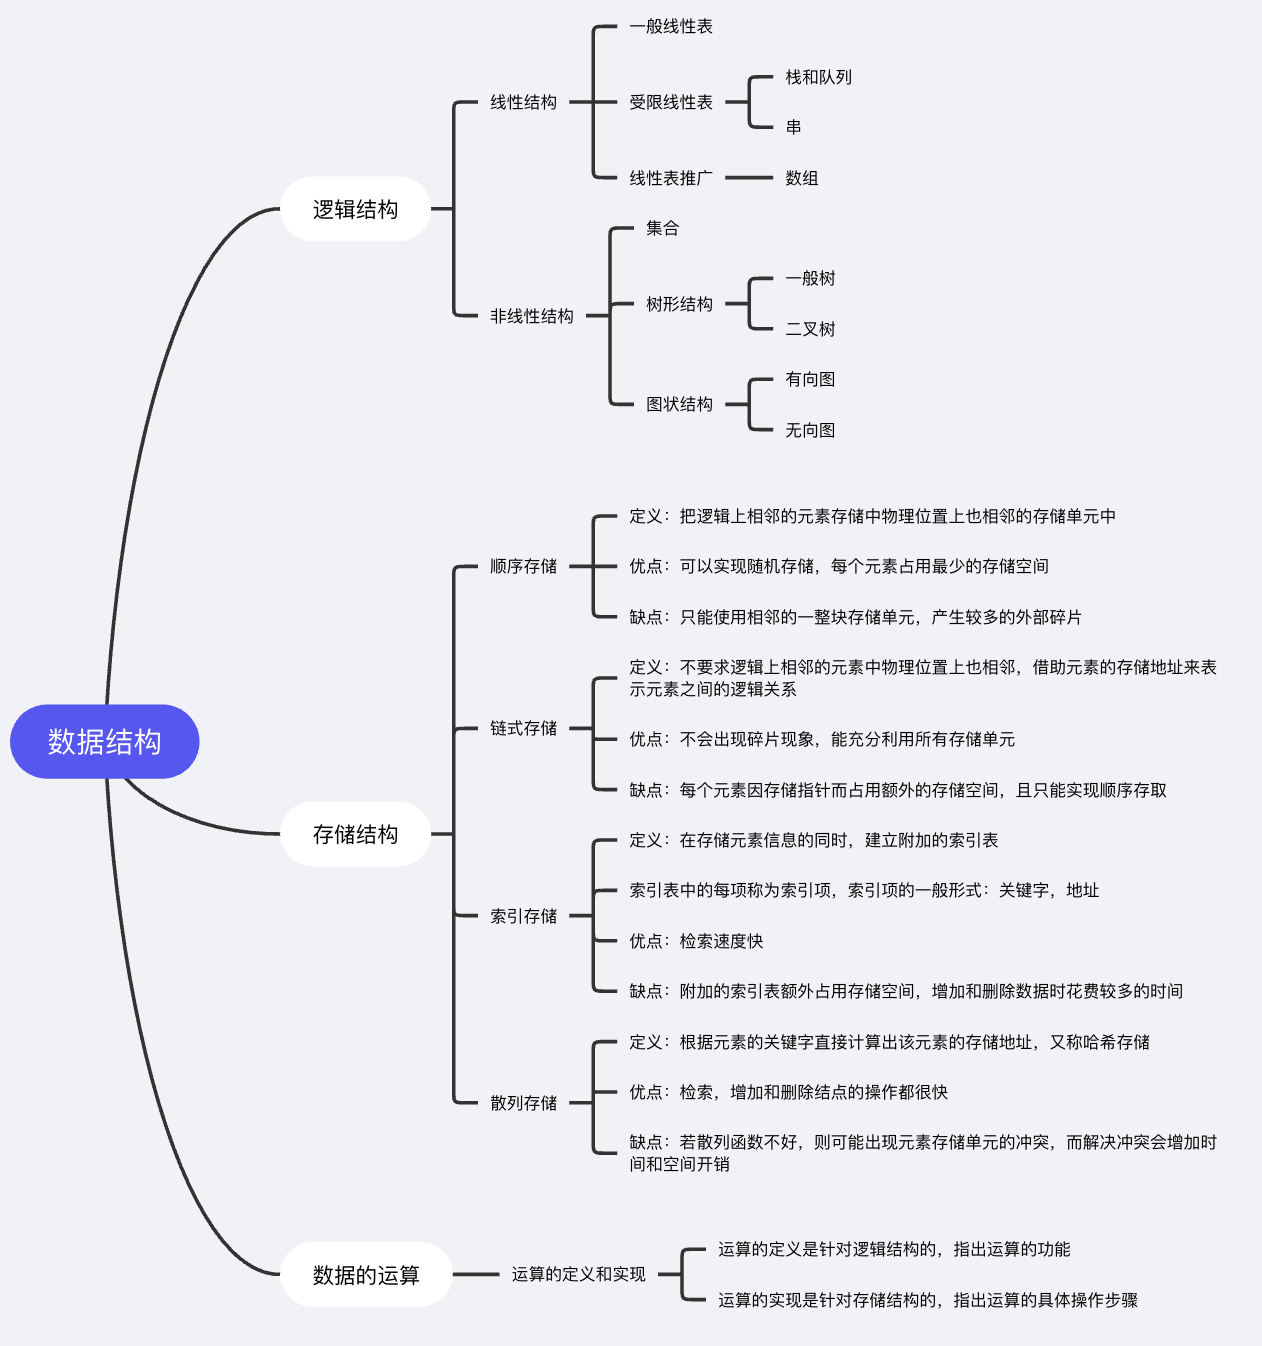 数据结构
逻辑结构
线性结构
一般线性表
受限线性表
栈和队列
串
线性表推广
数组
非线性结构
集合
树形结构
一般树
二叉树
图状结构
有向图
无向图
存储结构
顺序存储
定义：把逻辑上相邻的元素存储中物理位置上也相邻的存储单元中
优点：可以实现随机存储，每个元素占用最少的存储空间
缺点：只能使用相邻的一整块存储单元，产生较多的外部碎片
链式存储
定义：不要求逻辑上相邻的元素中物理位置上也相邻，借助元素的存储地址来表
示元素之间的逻辑关系
优点：不会出现碎片现象，能充分利用所有存储单元
缺点：每个元素因存储指针而占用额外的存储空间，且只能实现顺序存取
索引存储
定义：在存储元素信息的同时，建立附加的索引表
索引表中的每项称为索引项，索引项的一般形式：关键字，地址
优点：检索速度快
缺点：附加的索引表额外占用存储空间，增加和删除数据时花费较多的时间
散列存储
定义：根据元素的关键字直接计算出该元素的存储地址，又称哈希存储
优点：检索，增加和删除结点的操作都很快
缺点：若散列函数不好，则可能出现元素存储单元的冲突，而解决冲突会增加时
间和空间开销
数据的运算
运算的定义和实现
运算的定义是针对逻辑结构的，指出运算的功能
运算的实现是针对存储结构的，指出运算的具体操作步骤